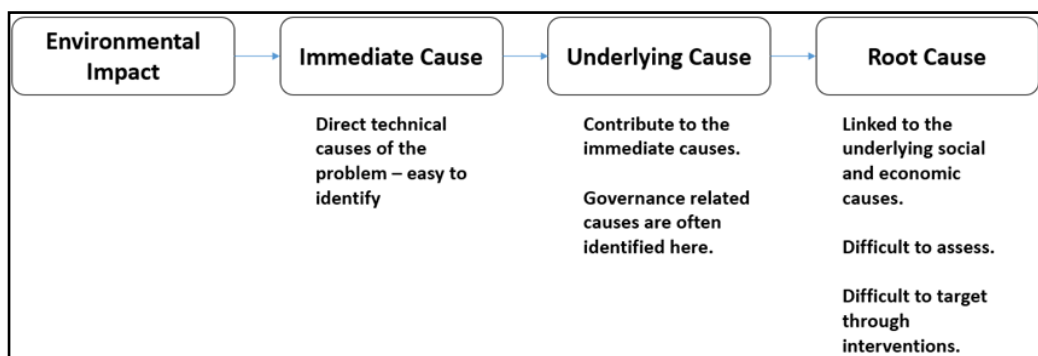 Environmental
Impact
Immediate Cause
Underlying Cause
Root Cause
Direct technical
causes of the
problem – easy to
identify
Contribute to the
immediate causes.
Governance related
causes are often
identified here.
Linked to the
underlying social
and economic
causes.
Difficult to assess.
Difficult to target
through
interventions.